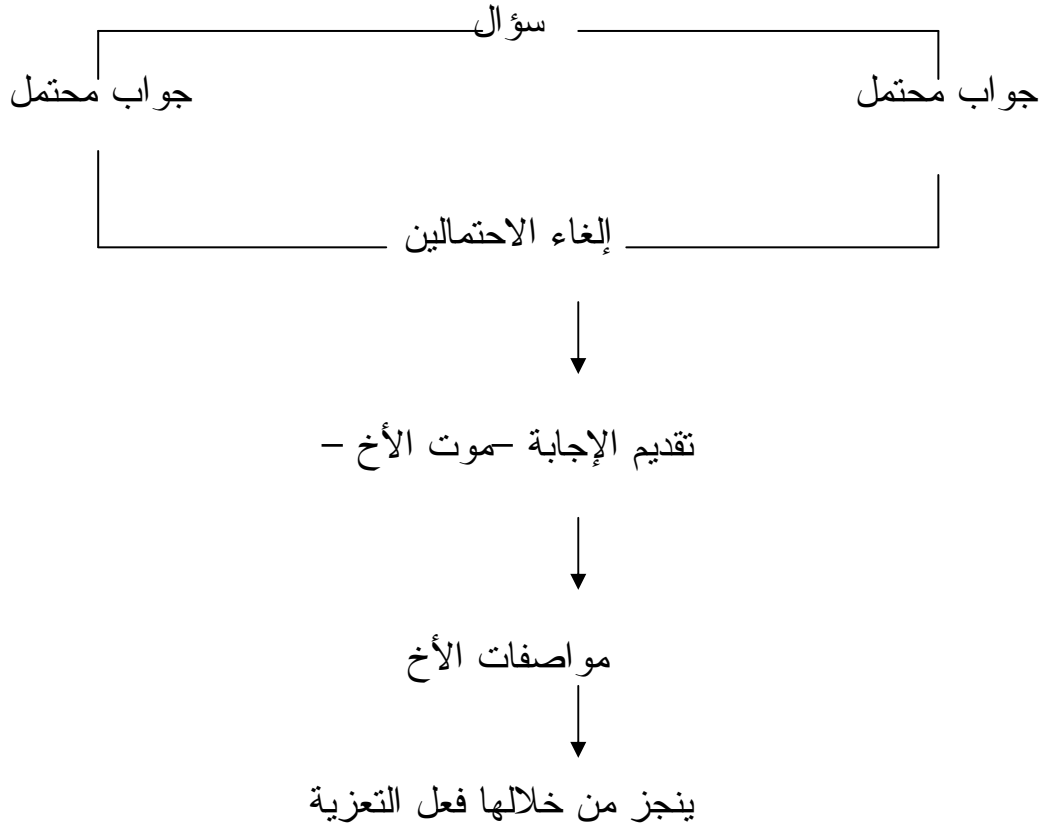 سؤال
جواب محتمل
جواب محتمل
إلغاء الاحتمالين
تقديم الإجابة –موت الأخ –
مواصفات الأخ
ينجز من خلالها فعل التعزية